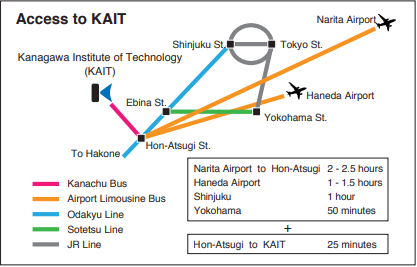 Access to KAIT
Narita Airport
Kanagawa Institute of Technology
(KAIT)
Shinjuku St.
Tokyo St.
Ebina St.
Haneda Airport
Yokohama St.
Hon-Atsugi St.
To Hakone
Kanachu Bus
Airport Limousine Bus
Odakyu Line
Sotetsu Line
JR Line
Narita Airport to Hon-Atsugi 2 - 2.5 hours
Haneda Airport 1 - 1.5 hours
Shinjuku 1 hour
Yokohama 50 minutes
+
Hon-Atsugi to KAIT 25 minutes